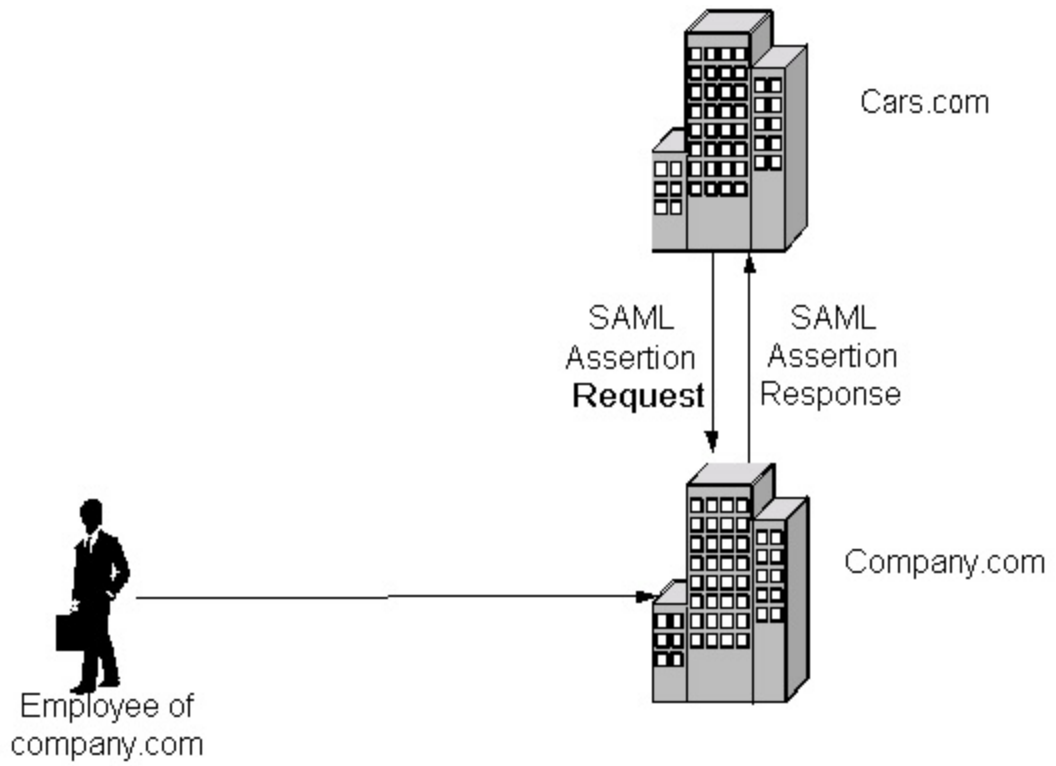 Cars.com
SAML
Assertion
Request
SAML
Assertion
Response
Company.com
Employee of
company.com